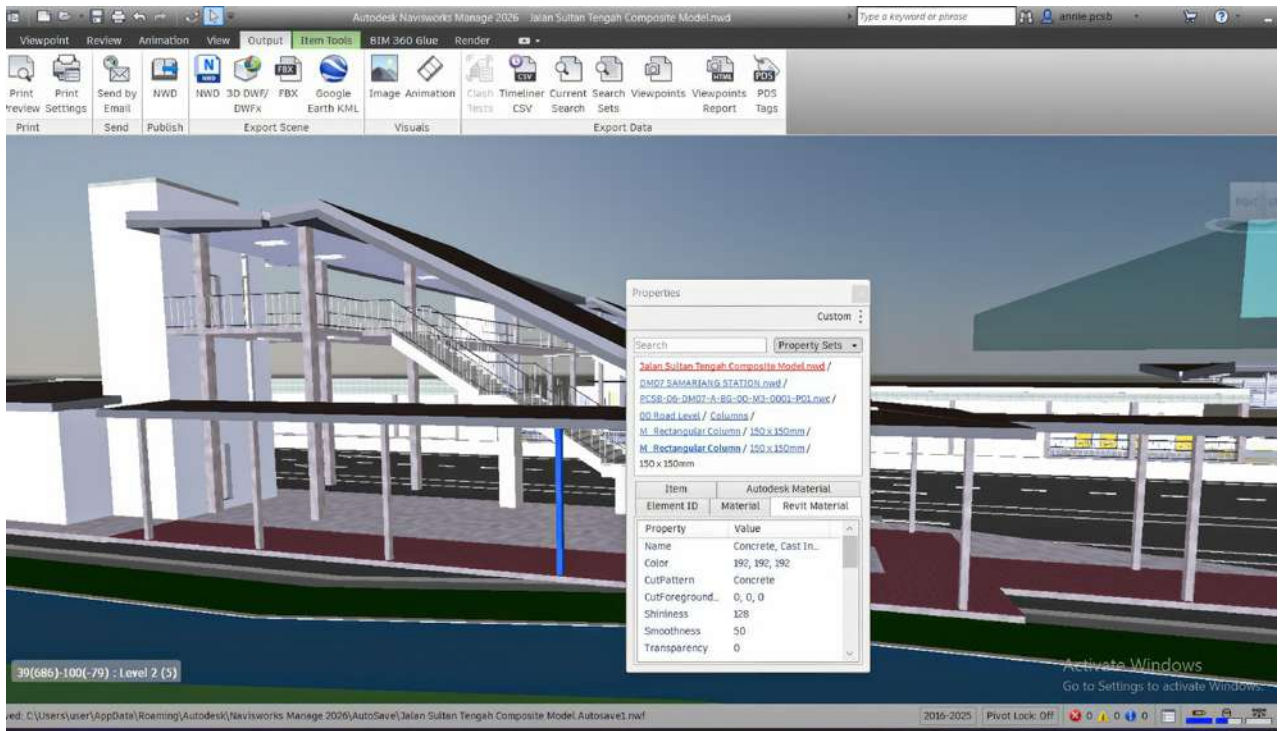 Autodesk Navisworks Manage 2026 Jalan Sultan Tengah Composite Model.nwd
Type a keyword or phrase
annie.pcsb
Viewpoint Review Animation View Output Item Tools BIM 360 Glue Render
Print Preview
Print Settings
Send by Email
NWD
NWD
3D DWF/ DWFx
FBX
Google Earth KML
Image
Animation
Clash Tests
Timeliner CSV
Current Search
Search Sets
Viewpoints
Viewpoints Report
PDS Tags
Print Send Publish Export Scene Visuals Export Data
Properties
Custom
Search Property Sets
Jalan Sultan Tengah Composite Model.nwd /
DM07 SAMARIANG STATION.nwd /
PCSB-06-DM07-A-BG-00-M3-0001-P01.nwc /
00 Road Level / Columns /
M_Rectangular Column / 150 x 150mm /
M_Rectangular Column / 150 x 150mm /
150 x 150mm
Item Autodesk Material
Element ID Material Revit Material
Property Value
Name Concrete, Cast In...
Color 192, 192, 192
CutPattern Concrete
CutForeground... 0, 0, 0
Shininess 128
Smoothness 50
Transparency 0
39(686)-100(-79) : Level 2 (5)
Activate Windows
Go to Settings to activate Windows.
ved: C:\Users\user\AppData\Roaming\Autodesk\Navisworks Manage 2026\AutoSave\Jalan Sultan Tengah Composite Model.Autosave1.nwf
2016-2025 Pivot Lock: Off 0 0 0